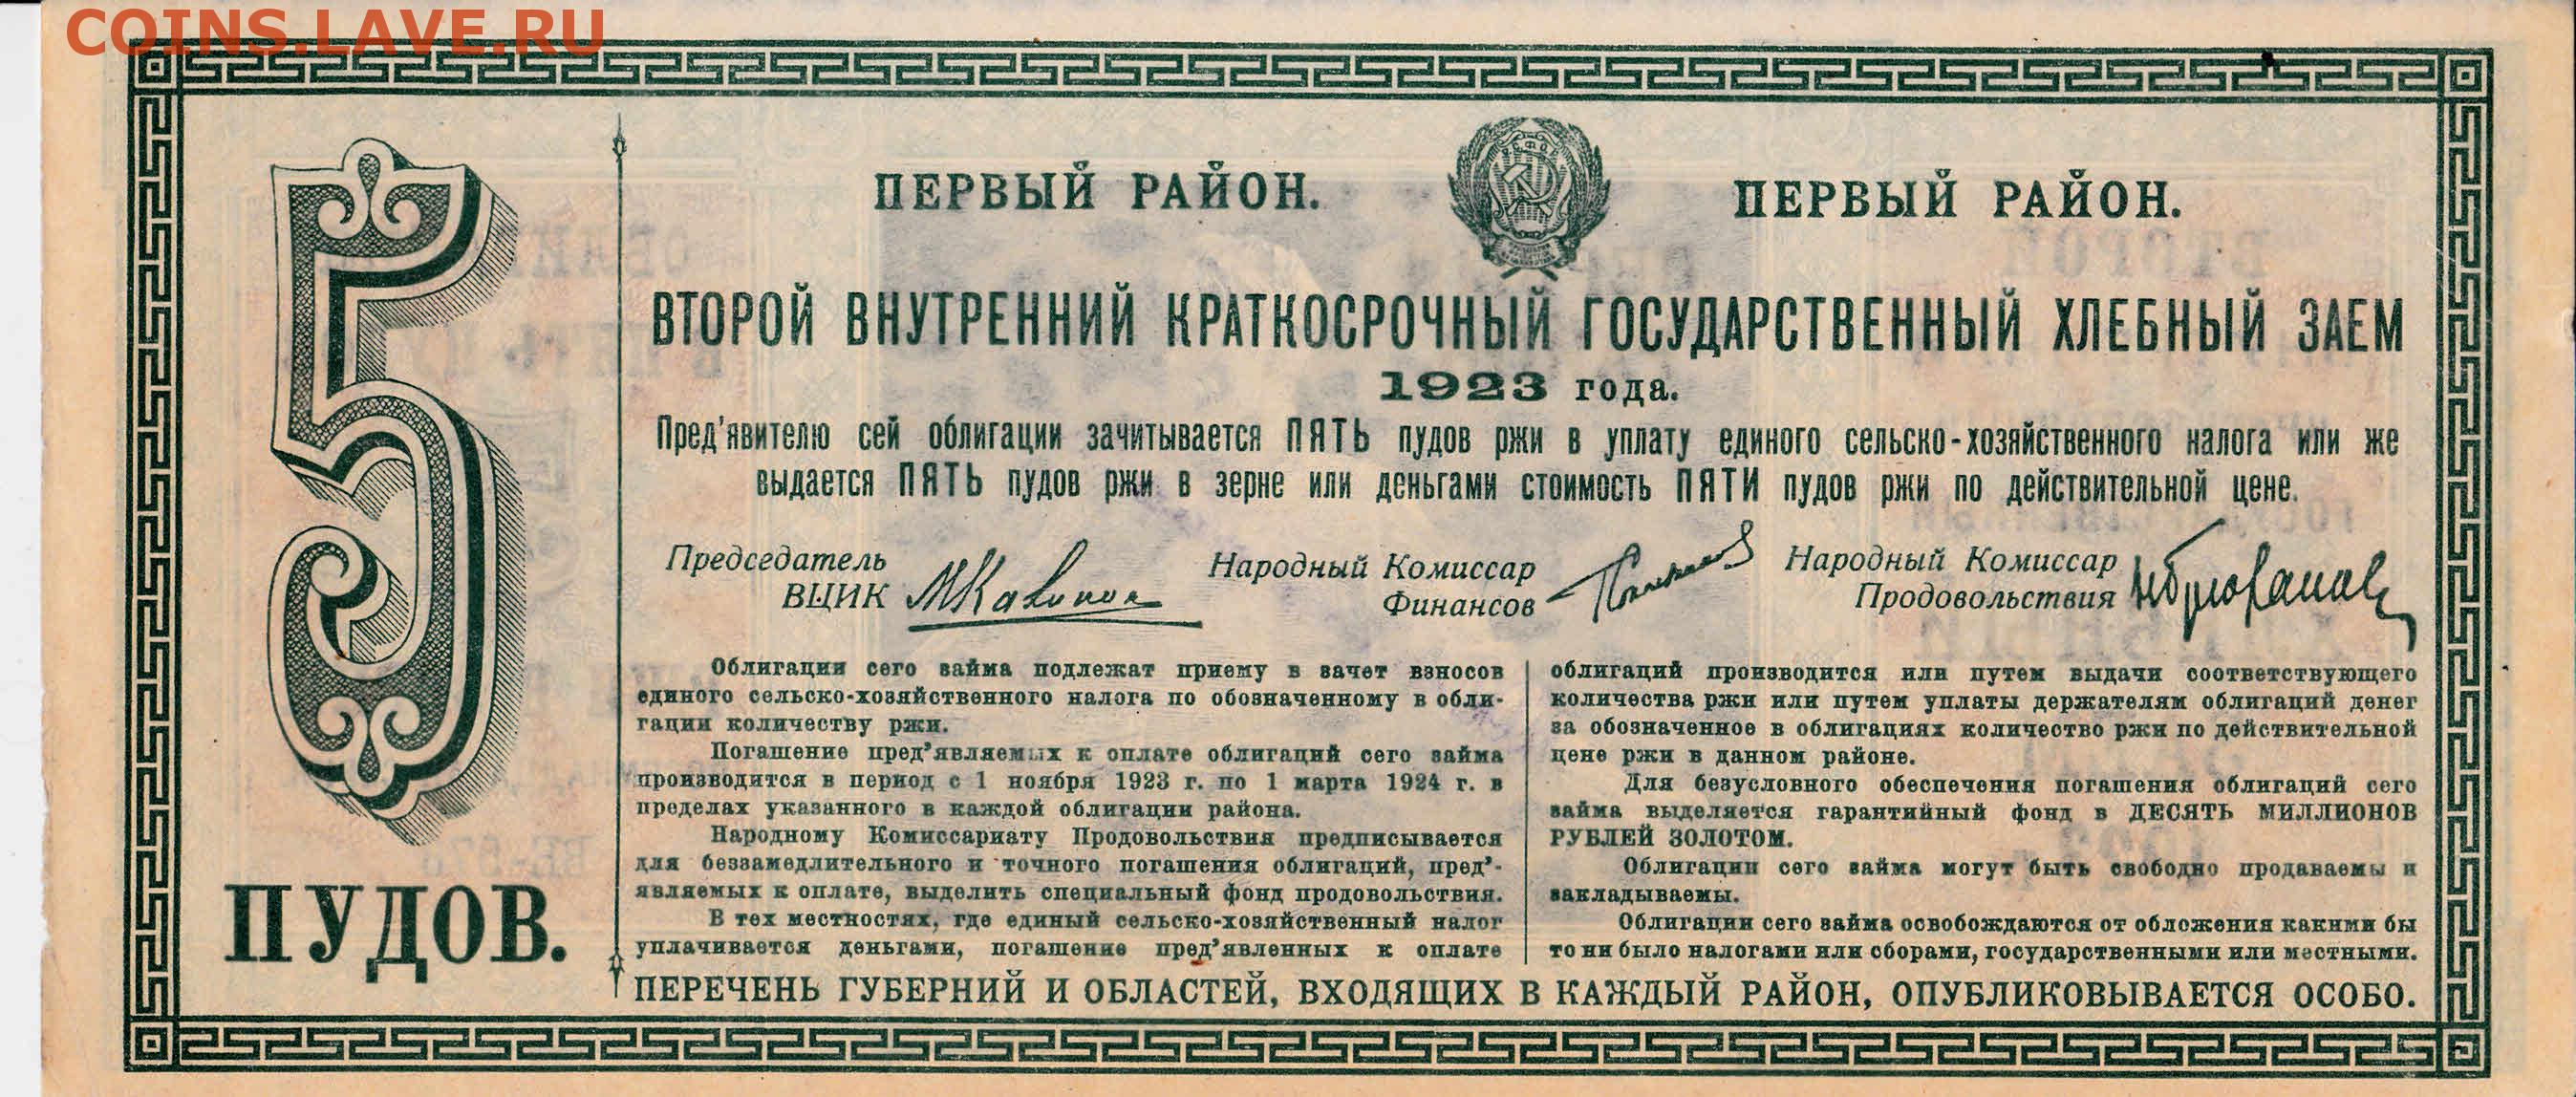 COINS.LAVE.RU
ПЕРВЫЙ РАЙОН.
ПЕРВЫЙ РАЙОН.
Р.С.Ф.С.Р.
ВТОРОЙ ВНУТРЕННИЙ КРАТКОСРОЧНЫЙ ГОСУДАРСТВЕННЫЙ ХЛЕБНЫЙ ЗАЕМ
1923 года.
Пред'явителю сей облигации зачитывается ПЯТЬ пудов ржи в уплату единого сельско-хозяйственного налога или же
выдается ПЯТЬ пудов ржи в зерне или деньгами стоимость ПЯТИ пудов ржи по действительной цене.
Председатель
ВЦИК
МКалинин
Народный Комиссар
Финансов
Народный Комиссар
Продовольствия
5
ПУДОВ.
Облигации сего займа подлежат приему в зачет взносов
единого сельско-хозяйственного налога по обозначенному в обли-
гации количеству ржи.
Погашение пред'являемых к оплате облигаций сего займа
производится в период с 1 ноября 1923 г. по 1 марта 1924 г. в
пределах указанного в каждой облигации района.
Народному Комиссариату Продовольствия предписывается
для беззамедлительного и точного погашения облигаций, пред'-
являемых к оплате, выделить специальный фонд продовольствия.
В тех местностях, где единый сельско-хозяйственный налог
уплачивается деньгами, погашение пред'явленных к оплате
облигаций производится или путем выдачи соответствующего
количества ржи или путем уплаты держателям облигаций денег
за обозначенное в облигациях количество ржи по действительной
цене ржи в данном районе.
Для безусловного обеспечения погашения облигаций сего
займа выделяется гарантийный фонд в ДЕСЯТЬ МИЛЛИОНОВ
РУБЛЕЙ ЗОЛОТОМ.
Облигации сего займа могут быть свободно продаваемы и
закладываемы.
Облигации сего займа освобождаются от обложения какими бы
то ни было налогами или сборами, государственными или местными.
ПЕРЕЧЕНЬ ГУБЕРНИЙ И ОБЛАСТЕЙ, ВХОДЯЩИХ В КАЖДЫЙ РАЙОН, ОПУБЛИКОВЫВАЕТСЯ ОСОБО.